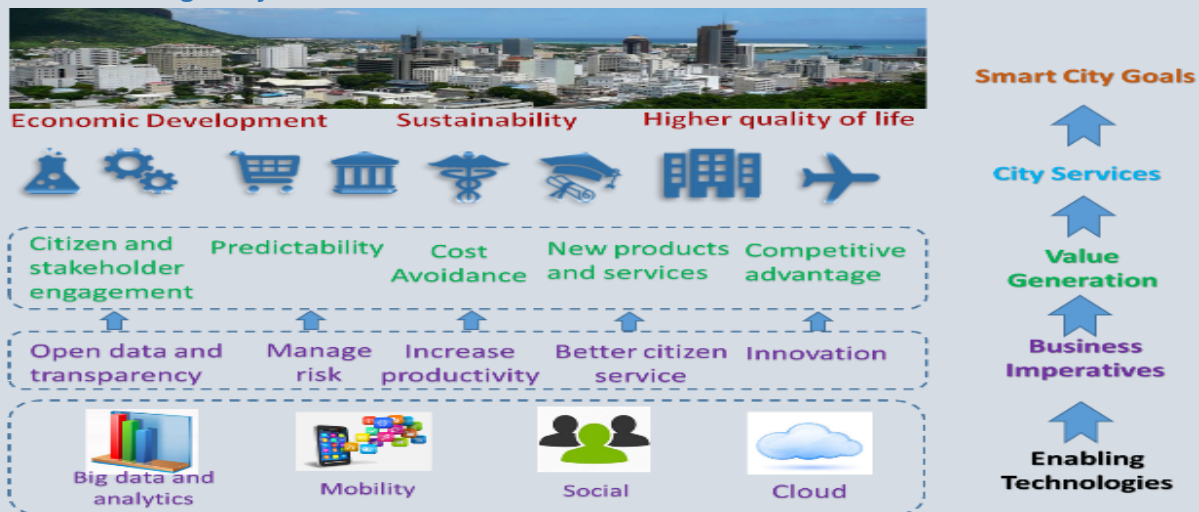 Economic Development Sustainability Higher quality of life
Smart City Goals
City Services
Citizen and stakeholder engagement
Predictability
Cost Avoidance
New products and services
Competitive advantage
Value Generation
Open data and transparency
Manage risk
Increase productivity
Better citizen service
Innovation
Business Imperatives
Big data and analytics
Mobility
Social
Cloud
Enabling Technologies